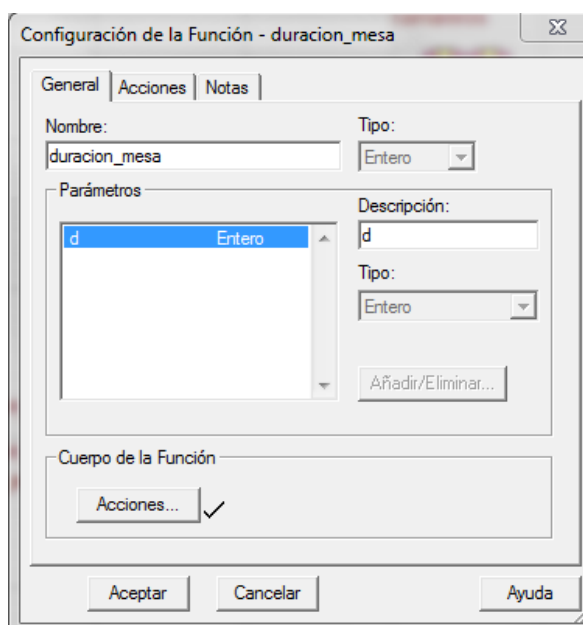 Configuración de la Función - duracion_mesa
General Acciones Notas
Nombre: Tipo:
duracion_mesa Entero
Parámetros
Descripción:
d Entero d
Tipo:
Entero
Añadir/Eliminar...
Cuerpo de la Función
Acciones...
Aceptar Cancelar Ayuda